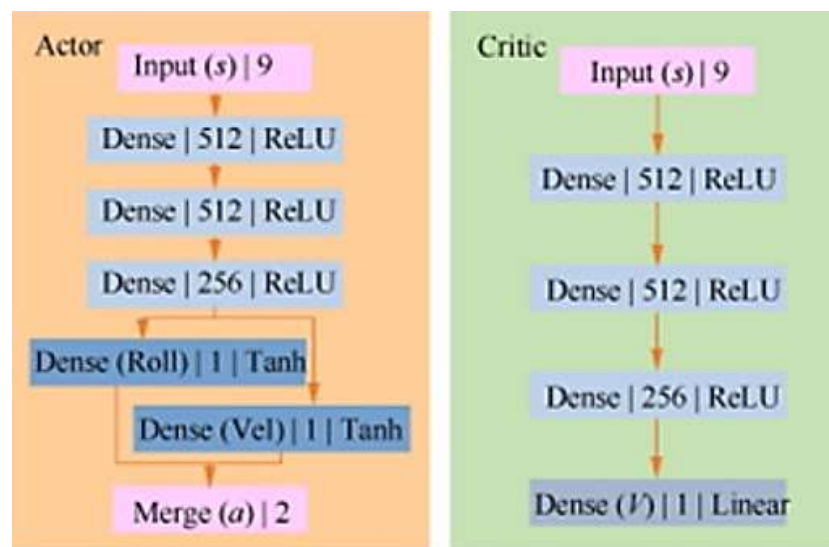 Actor
Input (s) | 9
Dense | 512 | ReLU
Dense | 512 | ReLU
Dense | 256 | ReLU
Dense (Roll) | 1 | Tanh
Dense (Vel) | 1 | Tanh
Merge (a) | 2
Critic
Input (s) | 9
Dense | 512 | ReLU
Dense | 512 | ReLU
Dense | 256 | ReLU
Dense (V) | 1 | Linear